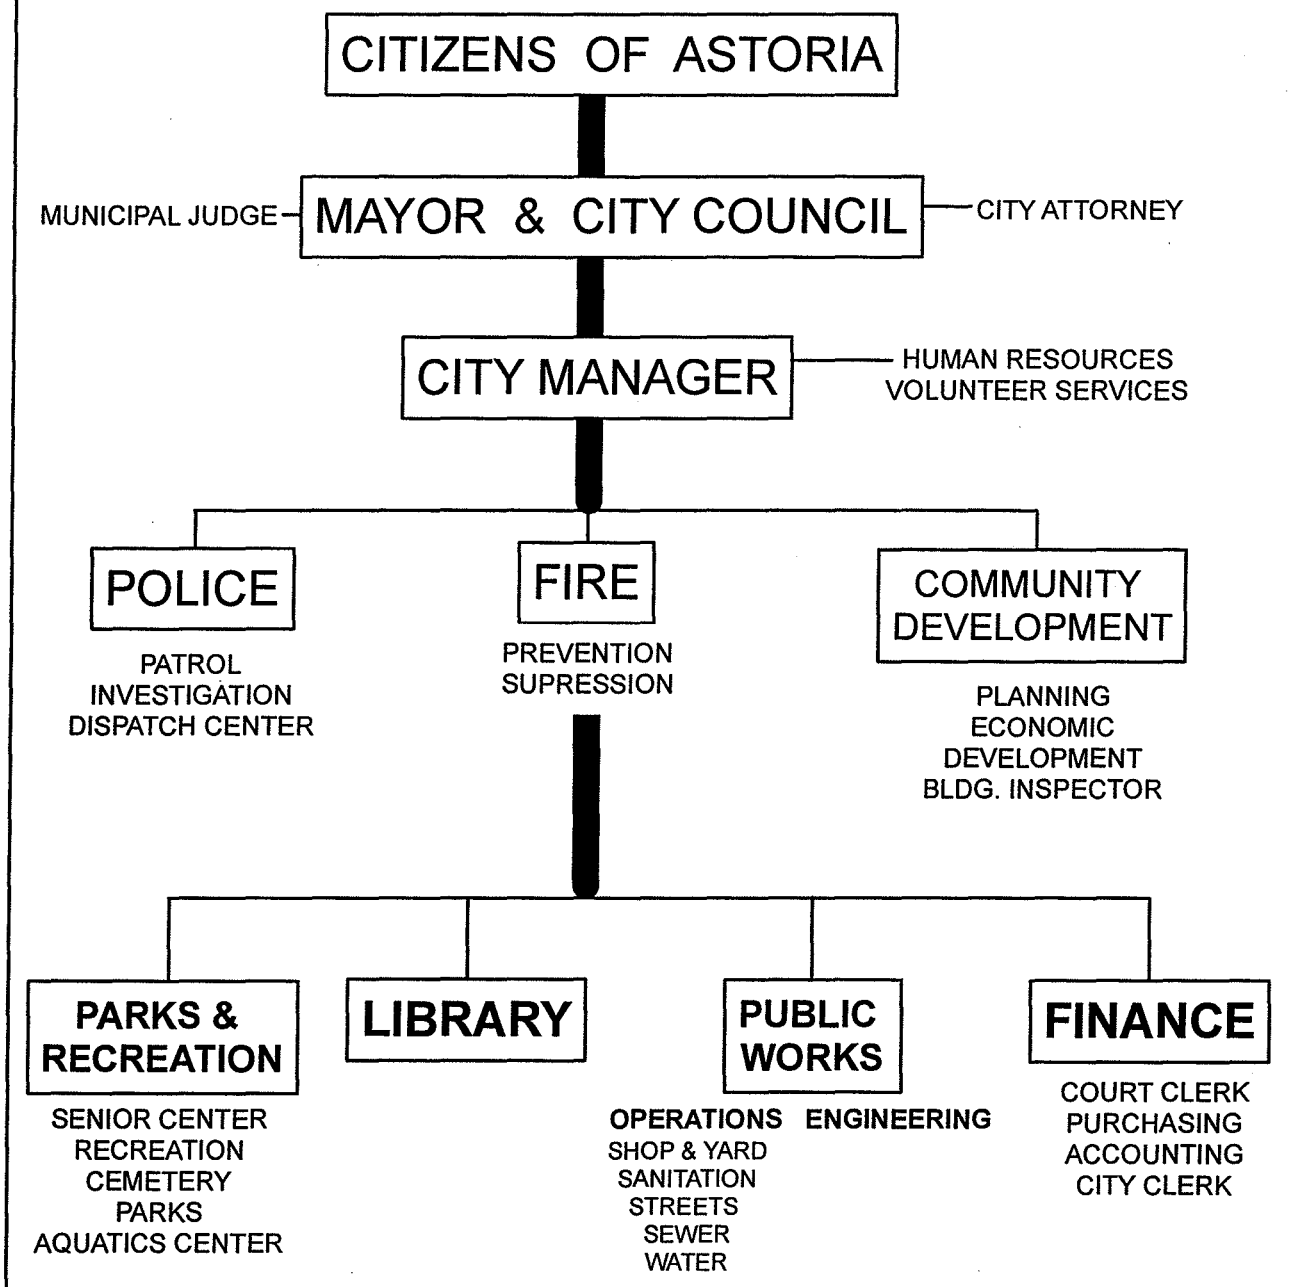 CITIZENS OF ASTORIA
MUNICIPAL JUDGE
MAYOR & CITY COUNCIL
CITY ATTORNEY
CITY MANAGER
HUMAN RESOURCES
VOLUNTEER SERVICES
POLICE
PATROL
INVESTIGATION
DISPATCH CENTER
FIRE
PREVENTION
SUPRESSION
COMMUNITY
DEVELOPMENT
PLANNING
ECONOMIC
DEVELOPMENT
BLDG. INSPECTOR
PARKS &
RECREATION
SENIOR CENTER
RECREATION
CEMETERY
PARKS
AQUATICS CENTER
LIBRARY
PUBLIC
WORKS
OPERATIONS ENGINEERING
SHOP & YARD
SANITATION
STREETS
SEWER
WATER
FINANCE
COURT CLERK
PURCHASING
ACCOUNTING
CITY CLERK